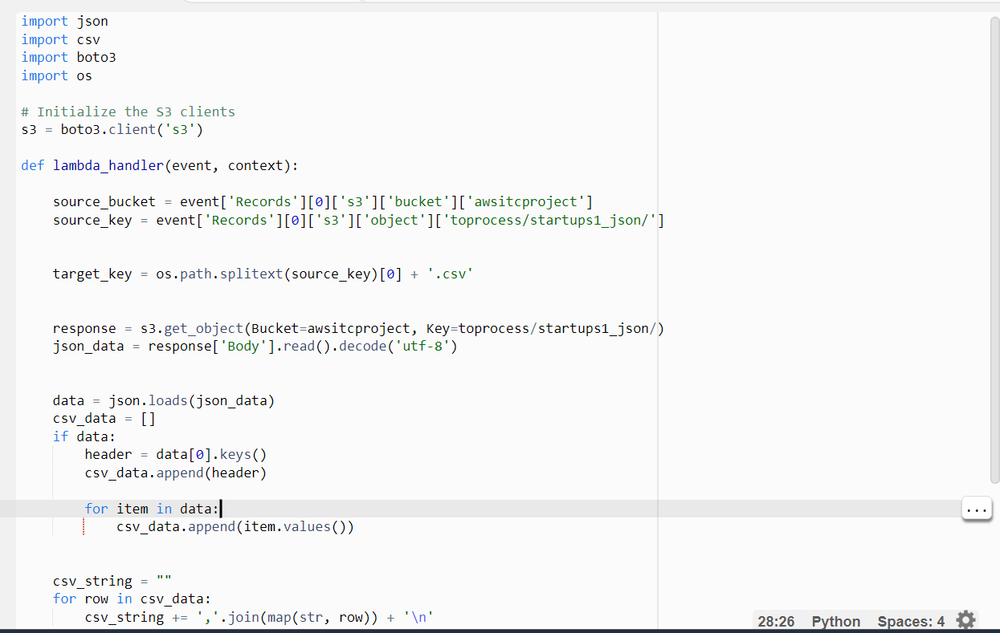 import json
import csv
import boto3
import os
# Initialize the S3 clients
s3 = boto3.client('s3')
def lambda_handler(event, context):
    source_bucket = event['Records'][0]['s3']['bucket']['awsitcproject']
    source_key = event['Records'][0]['s3']['object']['toprocess/startups1_json/']
    target_key = os.path.splitext(source_key)[0] + '.csv'
    response = s3.get_object(Bucket=awsitcproject, Key=toprocess/startups1_json/)
    json_data = response['Body'].read().decode('utf-8')
    data = json.loads(json_data)
    csv_data = []
    if data:
        header = data[0].keys()
        csv_data.append(header)
        for item in data:
            csv_data.append(item.values())
    csv_string = ""
    for row in csv_data:
        csv_string += ','.join(map(str, row)) + '\n'
28:26 Python Spaces: 4